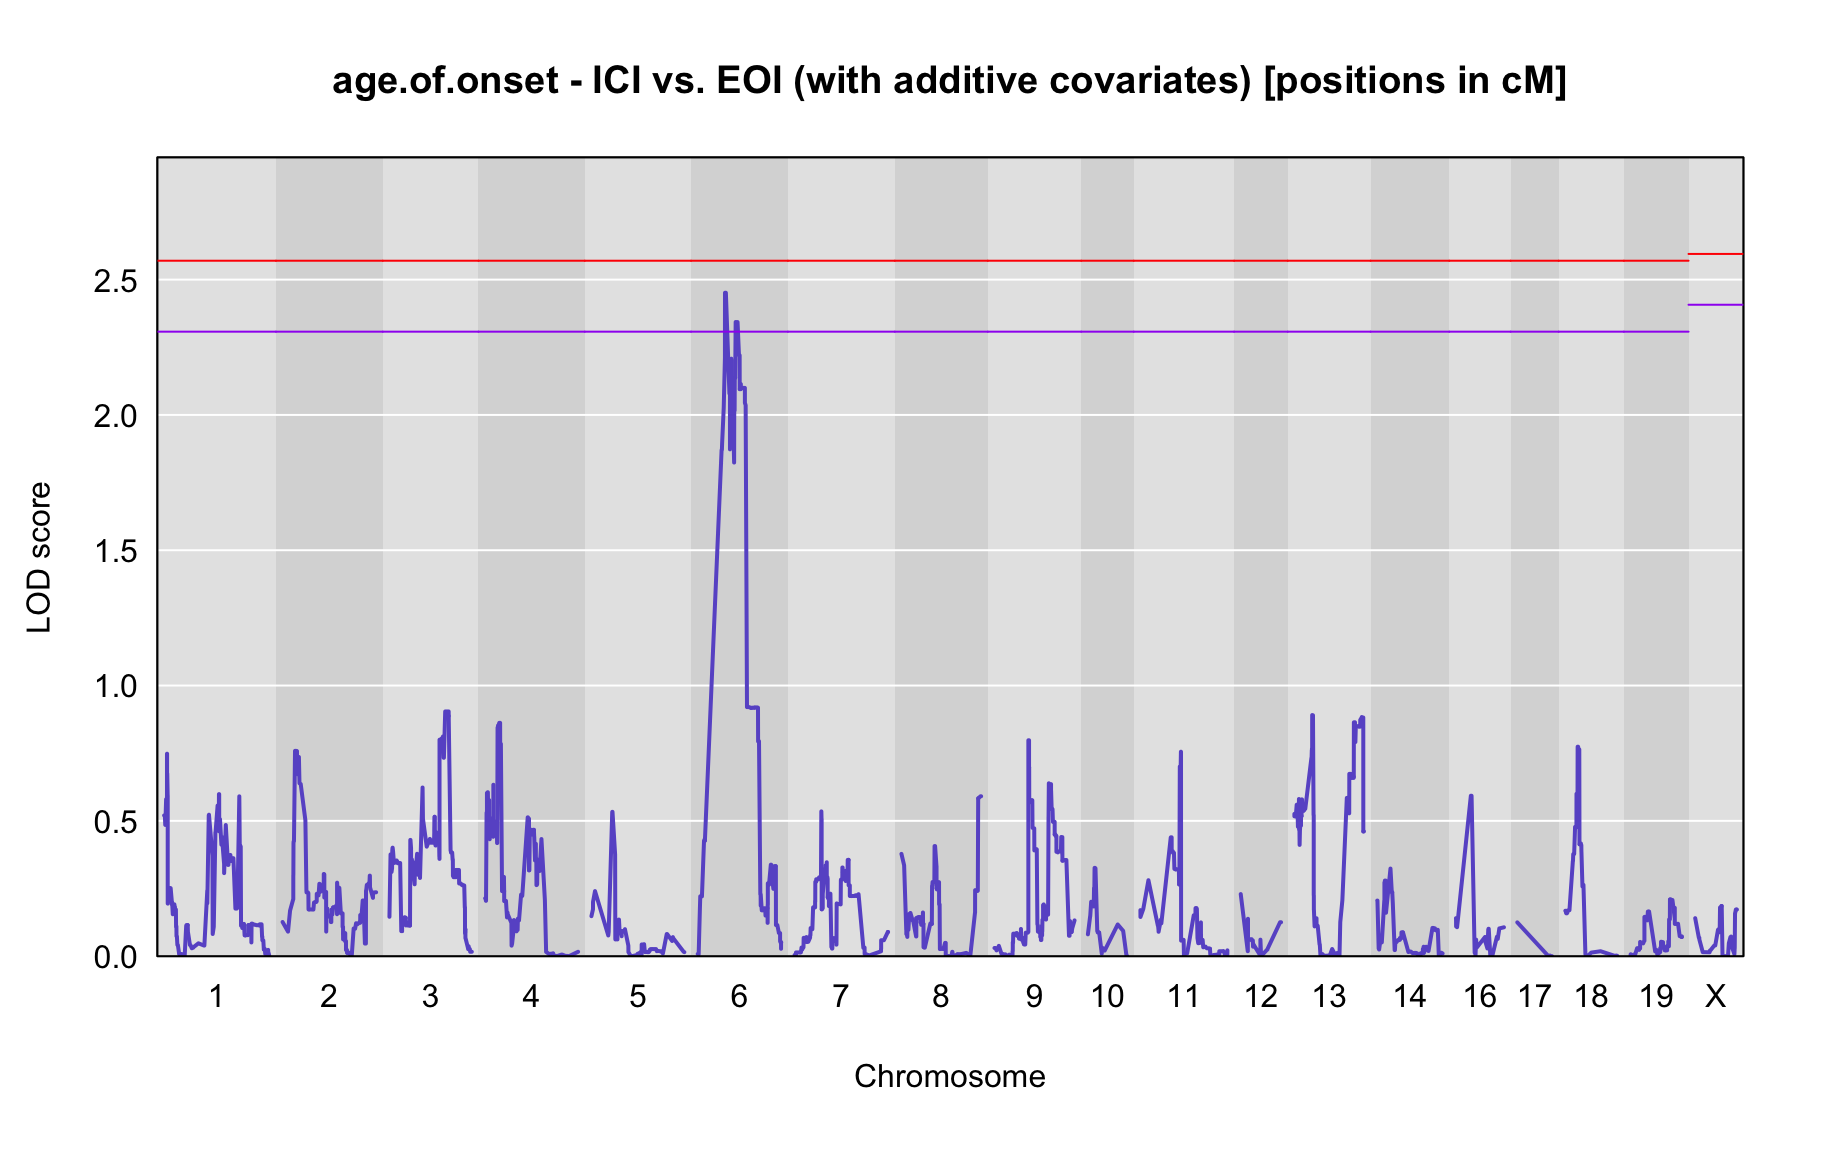 age.of.onset - ICI vs. EOI (with additive covariates) [positions in cM]
LOD score
2.5
2.0
1.5
1.0
0.5
0.0
1 2 3 4 5 6 7 8 9 10 11 12 13 14 16 17 18 19 X
Chromosome